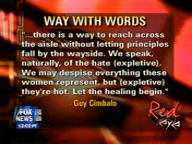 WAY WITH WORDS
"...there is a way to reach across
the aisle without letting principles
fall by the wayside. We speak,
naturally, of the hate (expletive).
We may despise everything these
women represent, but (expletive)
they're hot. Let the healing begin."
Guy Cimbalo
FOX
NEWS
Red
eye